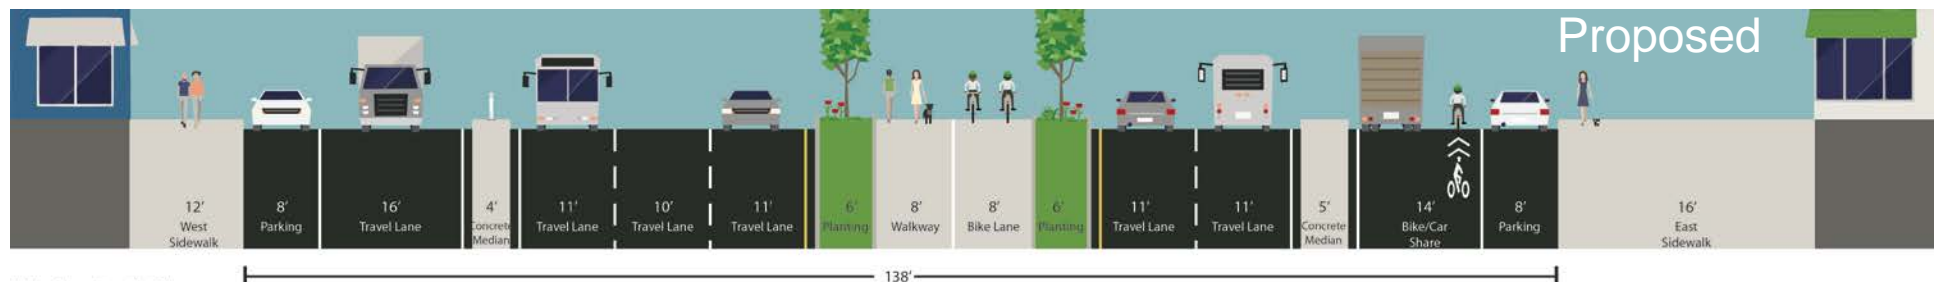 Proposed
12'
West
Sidewalk
8'
Parking
16'
Travel Lane
4'
Concrete
Median
11'
Travel Lane
10'
Travel Lane
11'
Travel Lane
6'
Planting
8'
Walkway
8'
Bike Lane
6'
Planting
11'
Travel Lane
11'
Travel Lane
5'
Concrete
Median
14'
Bike/Car
Share
8'
Parking
16'
East
Sidewalk
138'